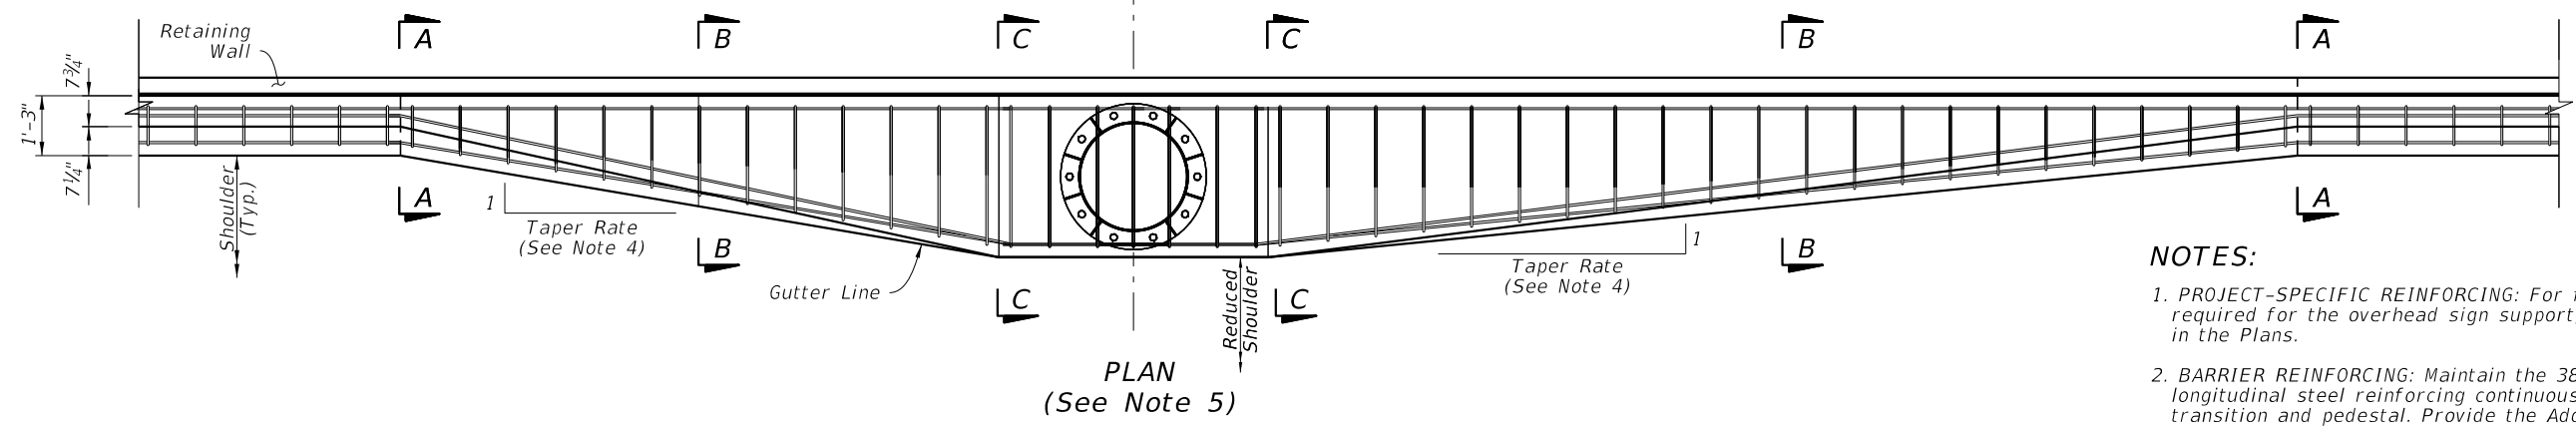 A
B
C
C
B
A
Retaining
Wall
7¾"
1'-3"
7¼"
Shoulder
(Typ.)
A
1
Taper Rate
(See Note 4)
B
Gutter Line
C
Reduced
Shoulder
C
1
Taper Rate
(See Note 4)
B
A
PLAN
(See Note 5)
NOTES:
1. PROJECT-SPECIFIC REINFORCING: For
required for the overhead sign support,
in the Plans.
2. BARRIER REINFORCING: Maintain the 38
longitudinal steel reinforcing continuous
transition and pedestal. Provide the Add